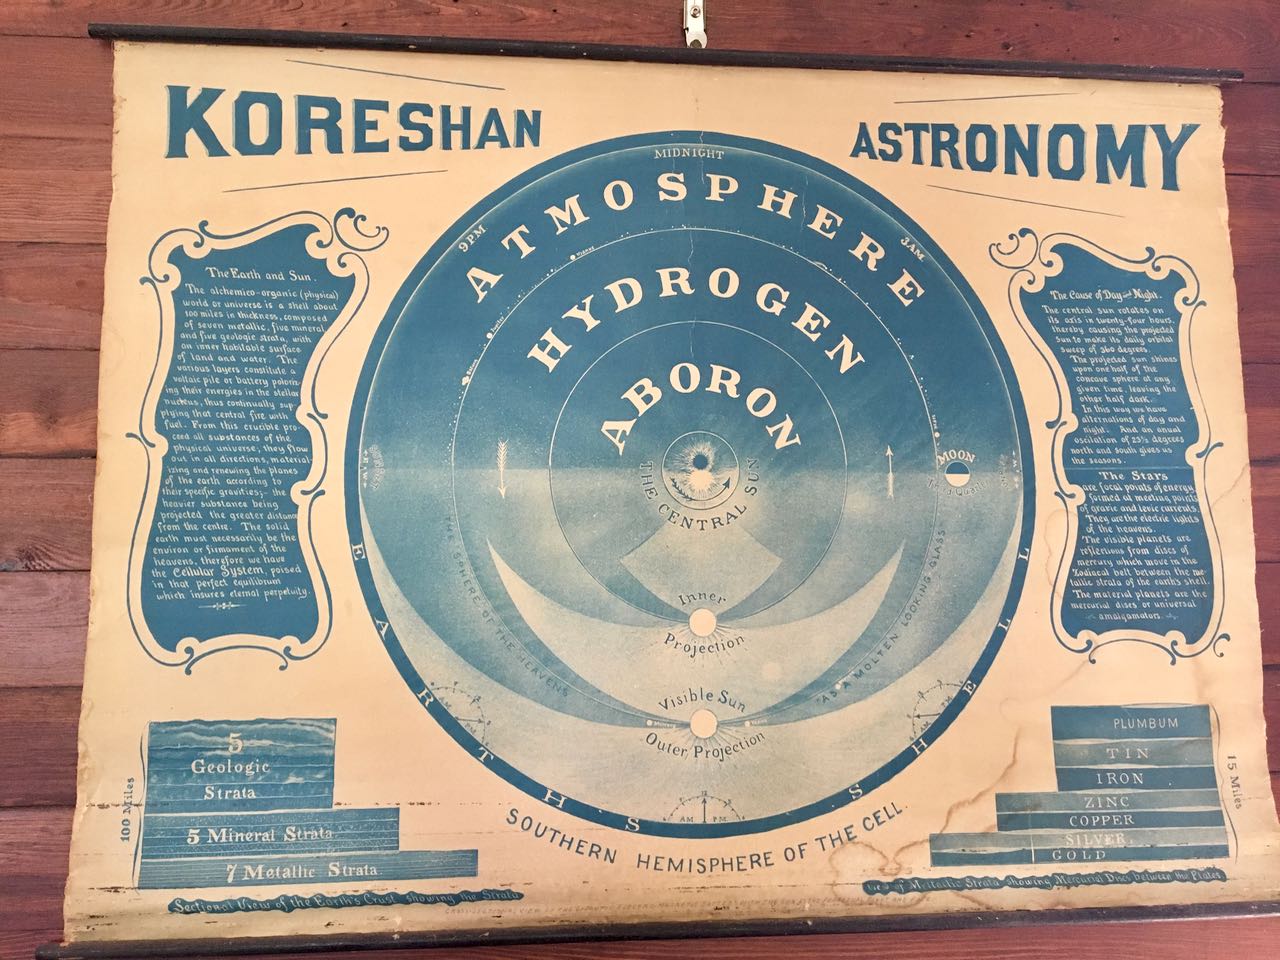 KORESHAN
ASTRONOMY
The Earth and Sun.
The alchemico-organic (physical)
world or universe is a shell about
100 miles in thickness, composed
of seven metallic, five mineral
and five geologic strata, with
an inner habitable surface
of land and water. The
various layers constitute a
voltaic pile or battery poloriz-
ing their energies in the stellar
nucleus, thus continually sup-
plying that central fire with
fuel. From this crucible pro
ceed all substances of the
physical universe; they flow
out in all directions, material-
izing and renewing the planes
of the earth according to
their specific gravities;- the
heavier substance being
projected the greater distance
from the centre. The solid
earth must necessarily be the
environ or firmament of the
heavens, therefore we have
the Cellular System, poised
in that perfect equilibrium
which insures eternal perpetuity.
MIDNIGHT
9 PM
3 AM
ATMOSPHERE
HYDROGEN
ABORON
THE CENTRAL SUN
MOON
Third Quarter
Inner
Projection
Visible Sun
Outer Projection
THE SPHERE OF THE HEAVENS
"AS A MOLTEN LOOKING GLASS
EARTH'S SHELL
AM PM
SOUTHERN HEMISPHERE OF THE CELL.
The Cause of Day and Night.
The central sun rotates on
its axis in twenty-four hours,
thereby causing the projected
sun to make its daily orbital
sweep of 360 degrees.
The projected sun shines
upon one half of the
concave sphere at any
given time, leaving the
other half dark.
In this way we have
alternations of day and
night. And an anual
oscilation of 23½ degrees
north and south gives us
the seasons.
The Stars
are focal points of energy,
formed at meeting points
of gravic and levic currents.
They are the electric lights
of the heavens.
The visible planets are
reflections from discs of
mercury which move in the
Zodiacal belt between the me-
tallic strata of the earth's shell.
The material planets are the
mercurial discs or universal
amalgamators.
100 Miles
5
Geologic
Strata
5 Mineral Strata
7 Metallic Strata.
Sectional View of the Earth's Crust showing the Strata
PLUMBUM
TIN
IRON
ZINC
COPPER
SILVER
GOLD
15 Miles
View of Metallic Strata showing Mercurial Discs between the Plates